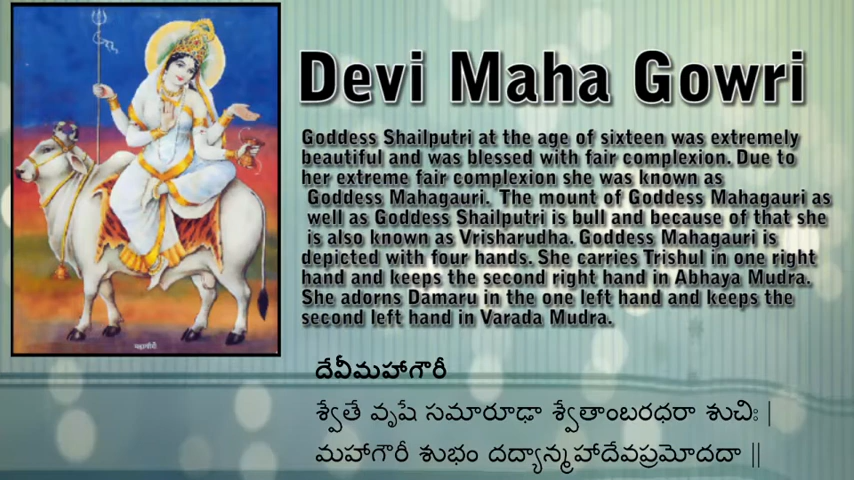 Devi Maha Gowri
Goddess Shailputri at the age of sixteen was extremely
beautiful and was blessed with fair complexion. Due to
her extreme fair complexion she was known as
Goddess Mahagauri. The mount of Goddess Mahagauri as
well as Goddess Shailputri is bull and because of that she
is also known as Vrisharudha. Goddess Mahagauri is
depicted with four hands. She carries Trishul in one right
hand and keeps the second right hand in Abhaya Mudra.
She adorns Damaru in the one left hand and keeps the
second left hand in Varada Mudra.
महागौरी
దేవీమహాగౌరీ
శ్వేతే వృషే సమారూఢా శ్వేతాంబరధరా శుచిః |
మహాగౌరీ శుభం దద్యాన్మహాదేవప్రమోదదా ||